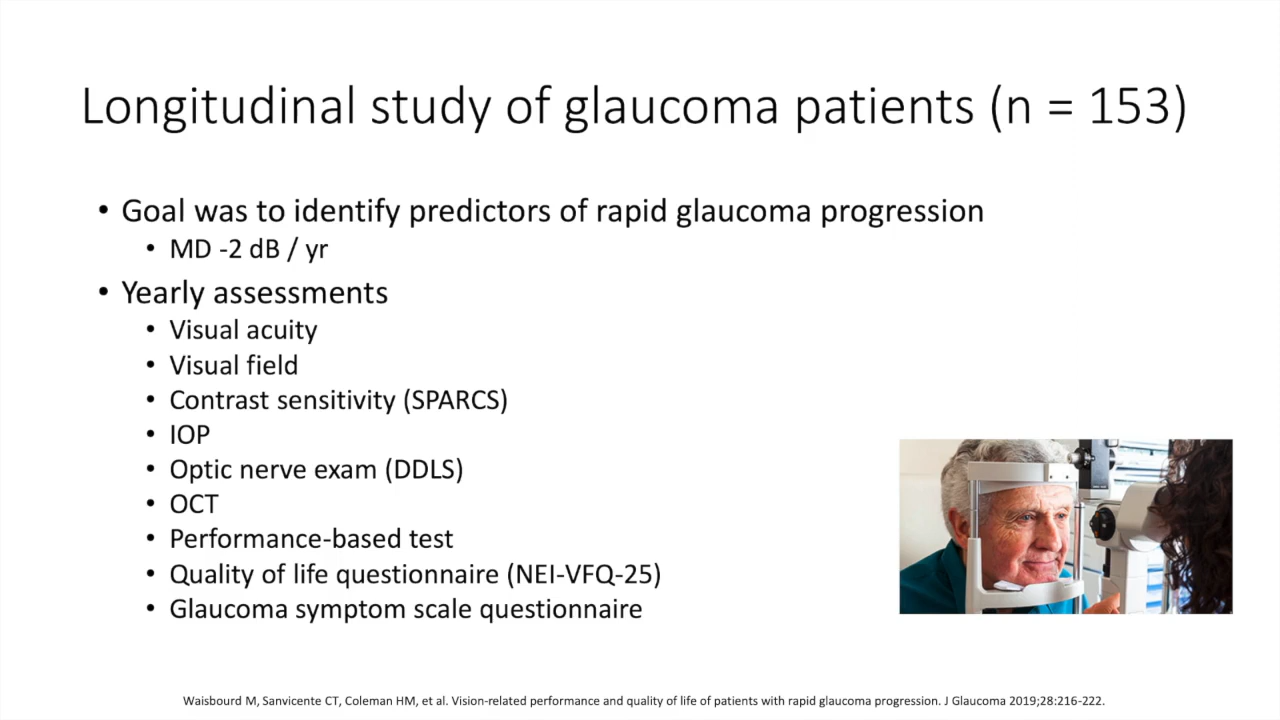 Longitudinal study of glaucoma patients (n = 153)
• Goal was to identify predictors of rapid glaucoma progression
• MD -2 dB / yr
• Yearly assessments
• Visual acuity
• Visual field
• Contrast sensitivity (SPARCS)
• IOP
• Optic nerve exam (DDLS)
• OCT
• Performance-based test
• Quality of life questionnaire (NEI-VFQ-25)
• Glaucoma symptom scale questionnaire
Waisbourd M, Sanvicente CT, Coleman HM, et al. Vision-related performance and quality of life of patients with rapid glaucoma progression. J Glaucoma 2019;28:216-222.